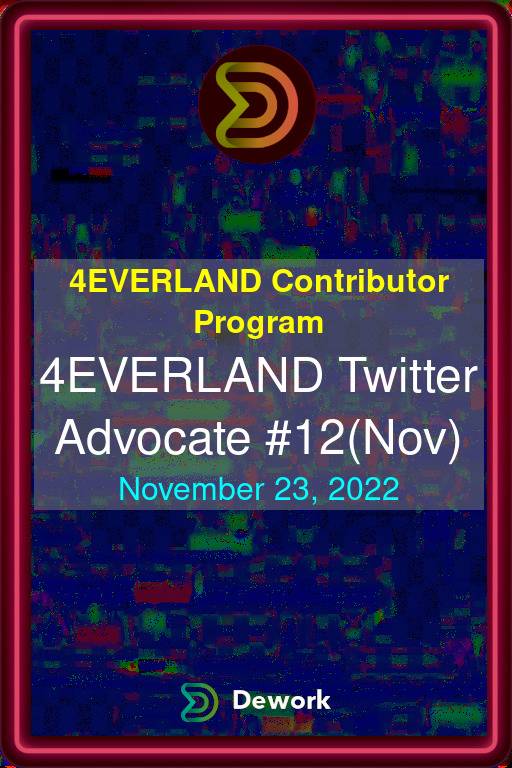 4EVERLAND Contributor
Program
4EVERLAND Twitter
Advocate #12(Nov)
November 23, 2022
Dework